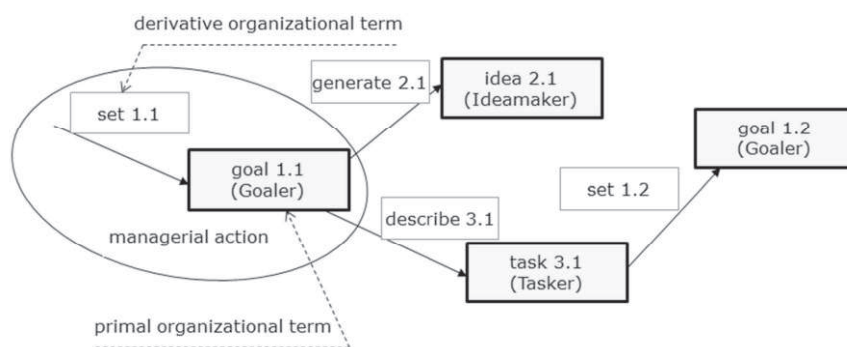 derivative organizational term
generate 2.1
idea 2.1
(Ideamaker)
set 1.1
goal 1.2
(Goaler)
goal 1.1
(Goaler)
set 1.2
describe 3.1
managerial action
task 3.1
(Tasker)
primal organizational term